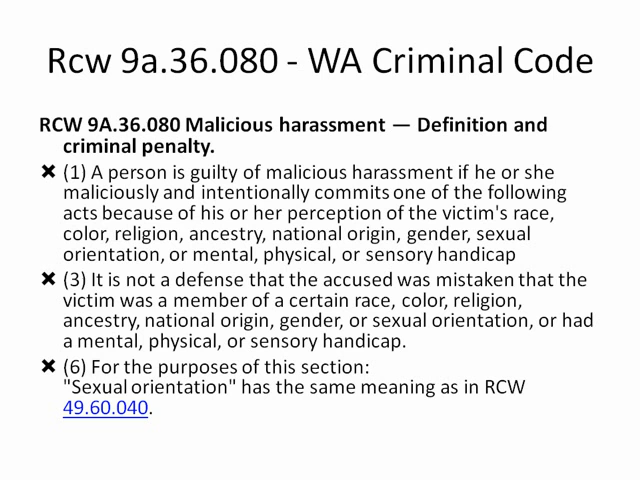 Rcw 9a.36.080 - WA Criminal Code
RCW 9A.36.080 Malicious harassment — Definition and
criminal penalty.
✖ (1) A person is guilty of malicious harassment if he or she
maliciously and intentionally commits one of the following
acts because of his or her perception of the victim's race,
color, religion, ancestry, national origin, gender, sexual
orientation, or mental, physical, or sensory handicap
✖ (3) It is not a defense that the accused was mistaken that the
victim was a member of a certain race, color, religion,
ancestry, national origin, gender, or sexual orientation, or had
a mental, physical, or sensory handicap.
✖ (6) For the purposes of this section:
"Sexual orientation" has the same meaning as in RCW
49.60.040.